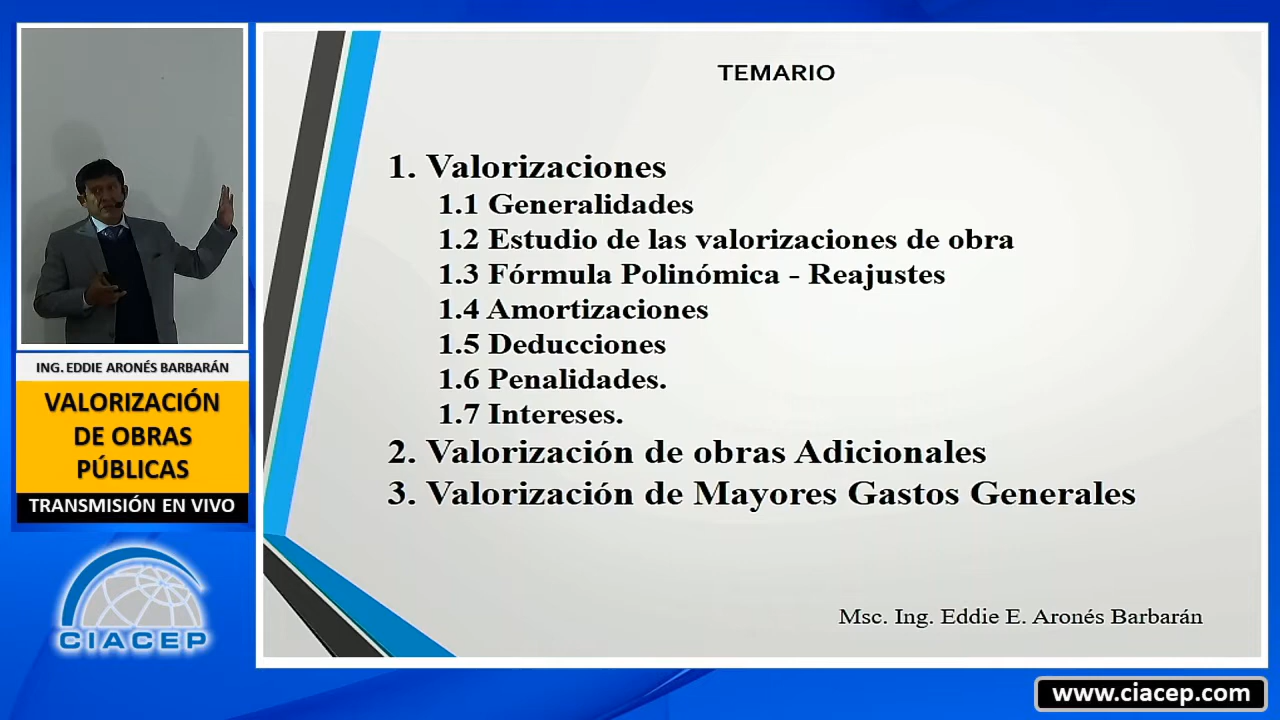 ING. EDDIE ARONÉS BARBARÁN
VALORIZACIÓN
DE OBRAS
PÚBLICAS
TRANSMISIÓN EN VIVO
CIACEP
TEMARIO
1. Valorizaciones
1.1 Generalidades
1.2 Estudio de las valorizaciones de obra
1.3 Fórmula Polinómica - Reajustes
1.4 Amortizaciones
1.5 Deducciones
1.6 Penalidades.
1.7 Intereses.
2. Valorización de obras Adicionales
3. Valorización de Mayores Gastos Generales
Msc. Ing. Eddie E. Aronés Barbarán
www.ciacep.com